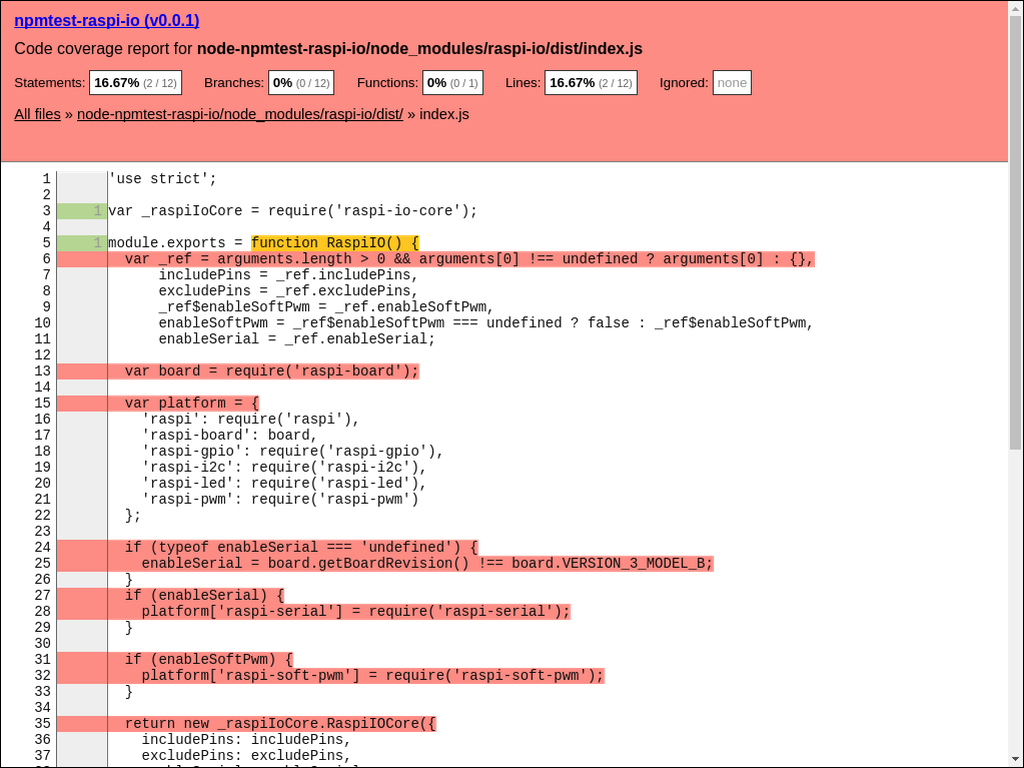 npmtest-raspi-io (v0.0.1)
Code coverage report for node-npmtest-raspi-io/node_modules/raspi-io/dist/index.js
Statements: 16.67% (2 / 12) Branches: 0% (0 / 12) Functions: 0% (0 / 1) Lines: 16.67% (2 / 12) Ignored: none
All files » node-npmtest-raspi-io/node_modules/raspi-io/dist/ » index.js
1 'use strict';
2
3 1 var _raspiIoCore = require('raspi-io-core');
4
5 1 module.exports = function RaspiIO() {
6 var _ref = arguments.length > 0 && arguments[0] !== undefined ? arguments[0] : {},
7 includePins = _ref.includePins,
8 excludePins = _ref.excludePins,
9 _ref$enableSoftPwm = _ref.enableSoftPwm,
10 enableSoftPwm = _ref$enableSoftPwm === undefined ? false : _ref$enableSoftPwm,
11 enableSerial = _ref.enableSerial;
12
13 var board = require('raspi-board');
14
15 var platform = {
16 'raspi': require('raspi'),
17 'raspi-board': board,
18 'raspi-gpio': require('raspi-gpio'),
19 'raspi-i2c': require('raspi-i2c'),
20 'raspi-led': require('raspi-led'),
21 'raspi-pwm': require('raspi-pwm')
22 };
23
24 if (typeof enableSerial === 'undefined') {
25 enableSerial = board.getBoardRevision() !== board.VERSION_3_MODEL_B;
26 }
27 if (enableSerial) {
28 platform['raspi-serial'] = require('raspi-serial');
29 }
30
31 if (enableSoftPwm) {
32 platform['raspi-soft-pwm'] = require('raspi-soft-pwm');
33 }
34
35 return new _raspiIoCore.RaspiIOCore({
36 includePins: includePins,
37 excludePins: excludePins,